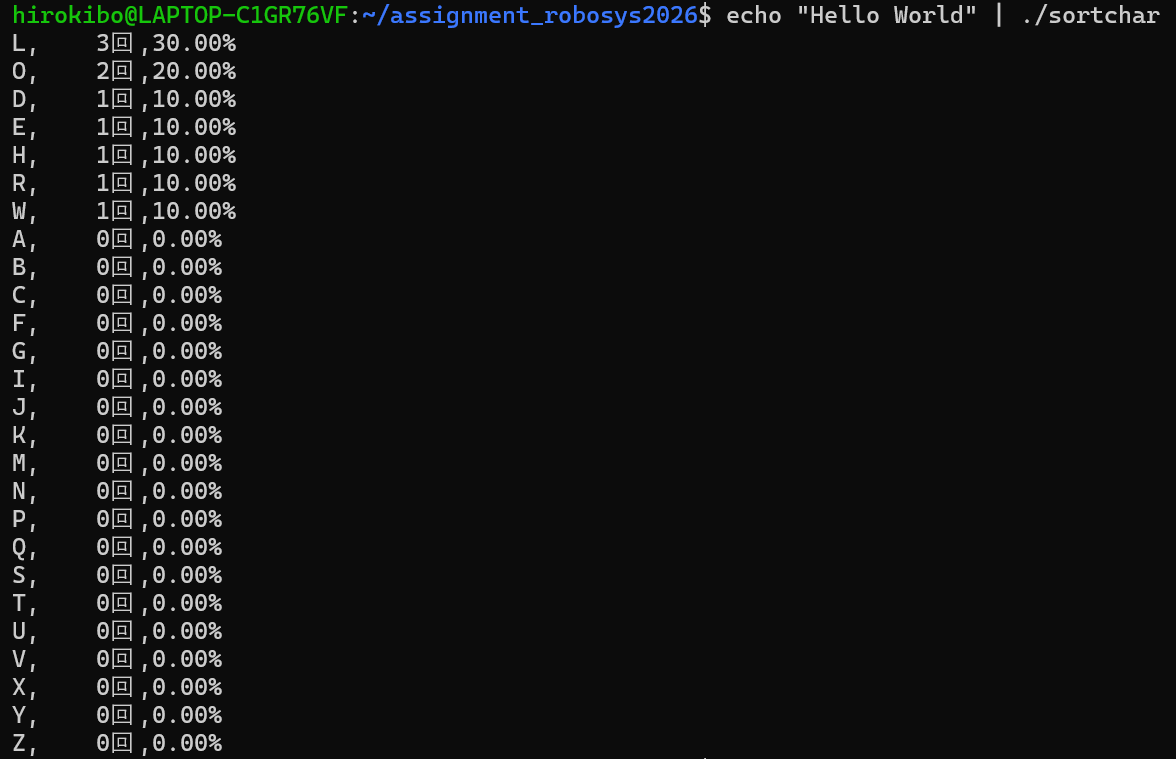 hirokibo@LAPTOP-C1GR76VF:~/assignment_robosys2026$ echo "Hello World" | ./sortchar
L,    3回,30.00%
O,    2回,20.00%
D,    1回,10.00%
E,    1回,10.00%
H,    1回,10.00%
R,    1回,10.00%
W,    1回,10.00%
A,    0回,0.00%
B,    0回,0.00%
C,    0回,0.00%
F,    0回,0.00%
G,    0回,0.00%
I,    0回,0.00%
J,    0回,0.00%
K,    0回,0.00%
M,    0回,0.00%
N,    0回,0.00%
P,    0回,0.00%
Q,    0回,0.00%
S,    0回,0.00%
T,    0回,0.00%
U,    0回,0.00%
V,    0回,0.00%
X,    0回,0.00%
Y,    0回,0.00%
Z,    0回,0.00%